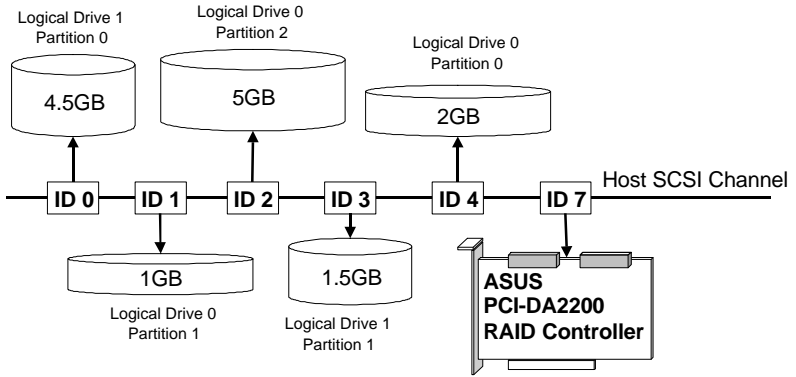 Logical Drive 1
Partition 0
4.5GB
Logical Drive 0
Partition 2
5GB
Logical Drive 0
Partition 0
2GB
Host SCSI Channel
ID 0
ID 1
ID 2
ID 3
ID 4
ID 7
1GB
Logical Drive 0
Partition 1
1.5GB
Logical Drive 1
Partition 1
ASUS
PCI-DA2200
RAID Controller